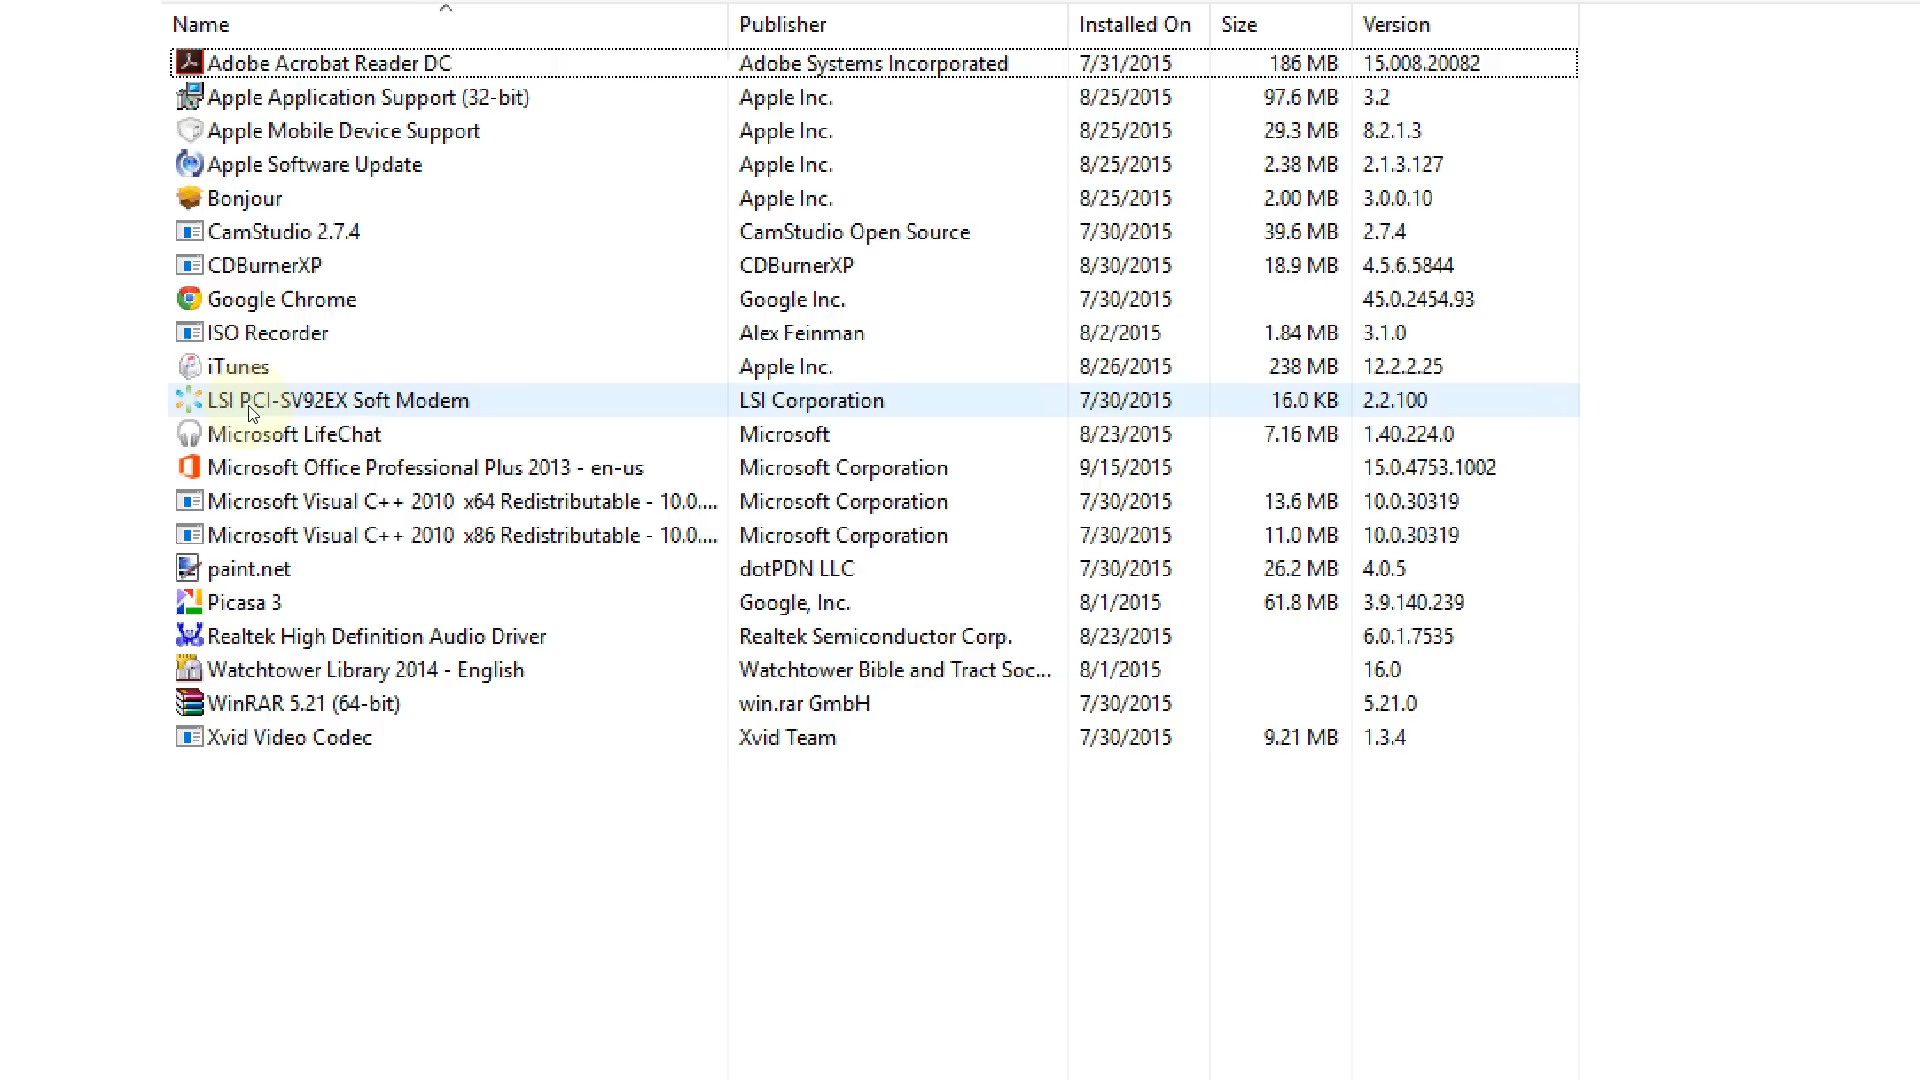 Name Publisher Installed On Size Version
Adobe Acrobat Reader DC Adobe Systems Incorporated 7/31/2015 186 MB 15.008.20082
Apple Application Support (32-bit) Apple Inc. 8/25/2015 97.6 MB 3.2
Apple Mobile Device Support Apple Inc. 8/25/2015 29.3 MB 8.2.1.3
Apple Software Update Apple Inc. 8/25/2015 2.38 MB 2.1.3.127
Bonjour Apple Inc. 8/25/2015 2.00 MB 3.0.0.10
CamStudio 2.7.4 CamStudio Open Source 7/30/2015 39.6 MB 2.7.4
CDBurnerXP CDBurnerXP 8/30/2015 18.9 MB 4.5.6.5844
Google Chrome Google Inc. 7/30/2015 45.0.2454.93
ISO Recorder Alex Feinman 8/2/2015 1.84 MB 3.1.0
iTunes Apple Inc. 8/26/2015 238 MB 12.2.2.25
LSI PCI-SV92EX Soft Modem LSI Corporation 7/30/2015 16.0 KB 2.2.100
Microsoft LifeChat Microsoft 8/23/2015 7.16 MB 1.40.224.0
Microsoft Office Professional Plus 2013 - en-us Microsoft Corporation 9/15/2015 15.0.4753.1002
Microsoft Visual C++ 2010 x64 Redistributable - 10.0.... Microsoft Corporation 7/30/2015 13.6 MB 10.0.30319
Microsoft Visual C++ 2010 x86 Redistributable - 10.0.... Microsoft Corporation 7/30/2015 11.0 MB 10.0.30319
paint.net dotPDN LLC 7/30/2015 26.2 MB 4.0.5
Picasa 3 Google, Inc. 8/1/2015 61.8 MB 3.9.140.239
Realtek High Definition Audio Driver Realtek Semiconductor Corp. 8/23/2015 6.0.1.7535
Watchtower Library 2014 - English Watchtower Bible and Tract Soc... 8/1/2015 16.0
WinRAR 5.21 (64-bit) win.rar GmbH 7/30/2015 5.21.0
Xvid Video Codec Xvid Team 7/30/2015 9.21 MB 1.3.4